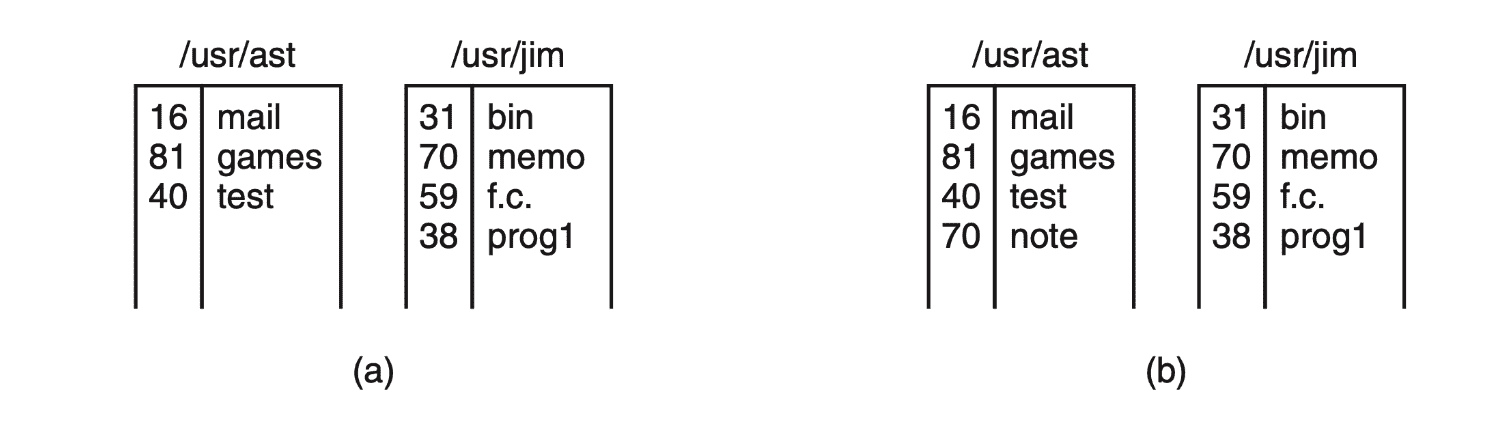 /usr/ast
16 mail
81 games
40 test
/usr/jim
31 bin
70 memo
59 f.c.
38 prog1
(a)
/usr/ast
16 mail
81 games
40 test
70 note
/usr/jim
31 bin
70 memo
59 f.c.
38 prog1
(b)